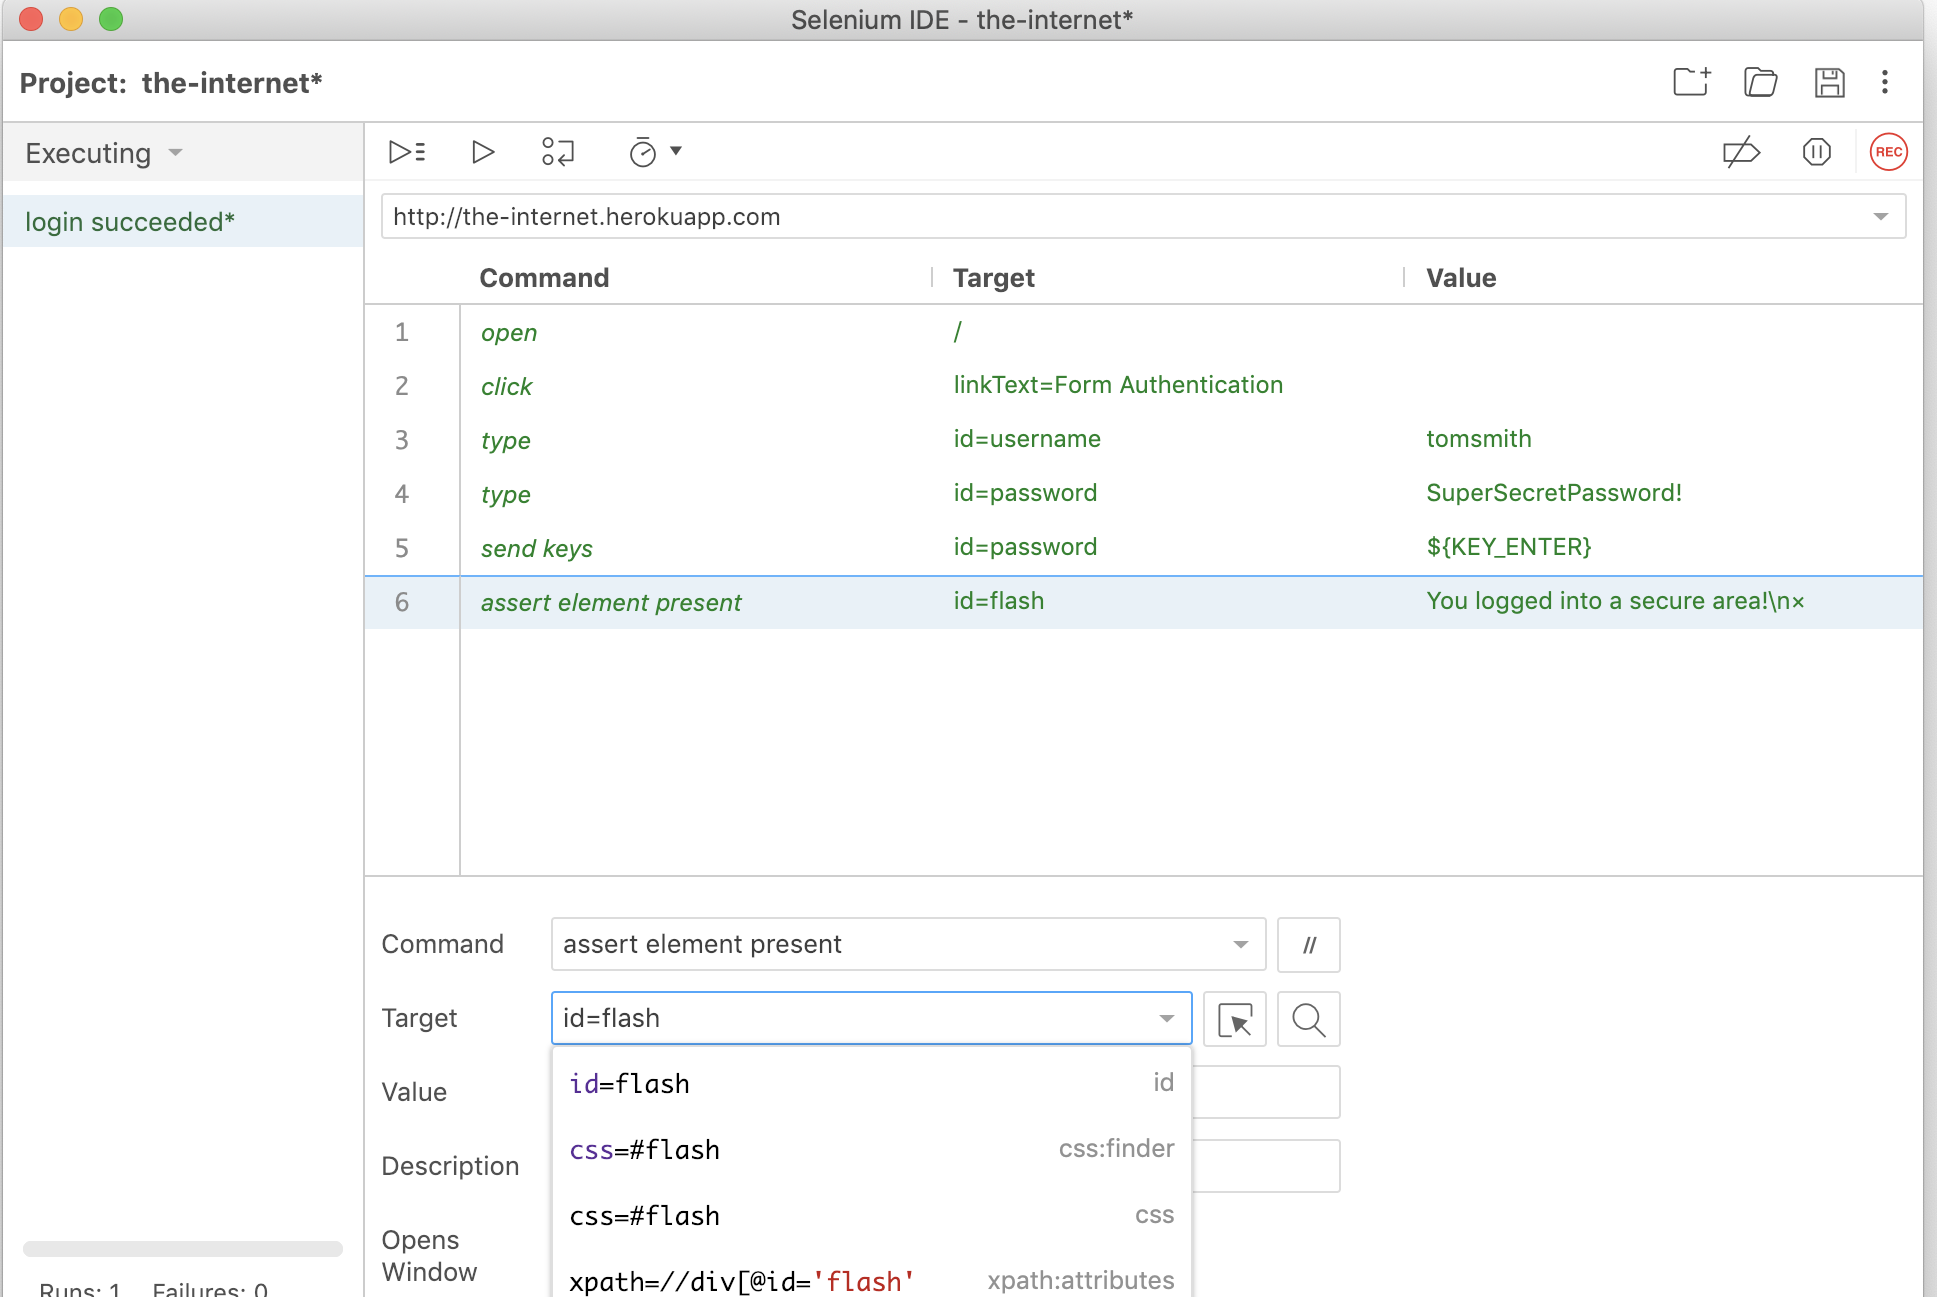 Selenium IDE - the-internet*
Project: the-internet*
Executing
REC
login succeeded*
http://the-internet.herokuapp.com
Command Target Value
1 open /
2 click linkText=Form Authentication
3 type id=username tomsmith
4 type id=password SuperSecretPassword!
5 send keys id=password ${KEY_ENTER}
6 assert element present id=flash You logged into a secure area!\n×
Command assert element present //
Target id=flash
id=flash id
Value
css=#flash css:finder
Description
css=#flash css
Opens
Window
xpath=//div[@id='flash' xpath:attributes
Runs: 1 Failures: 0